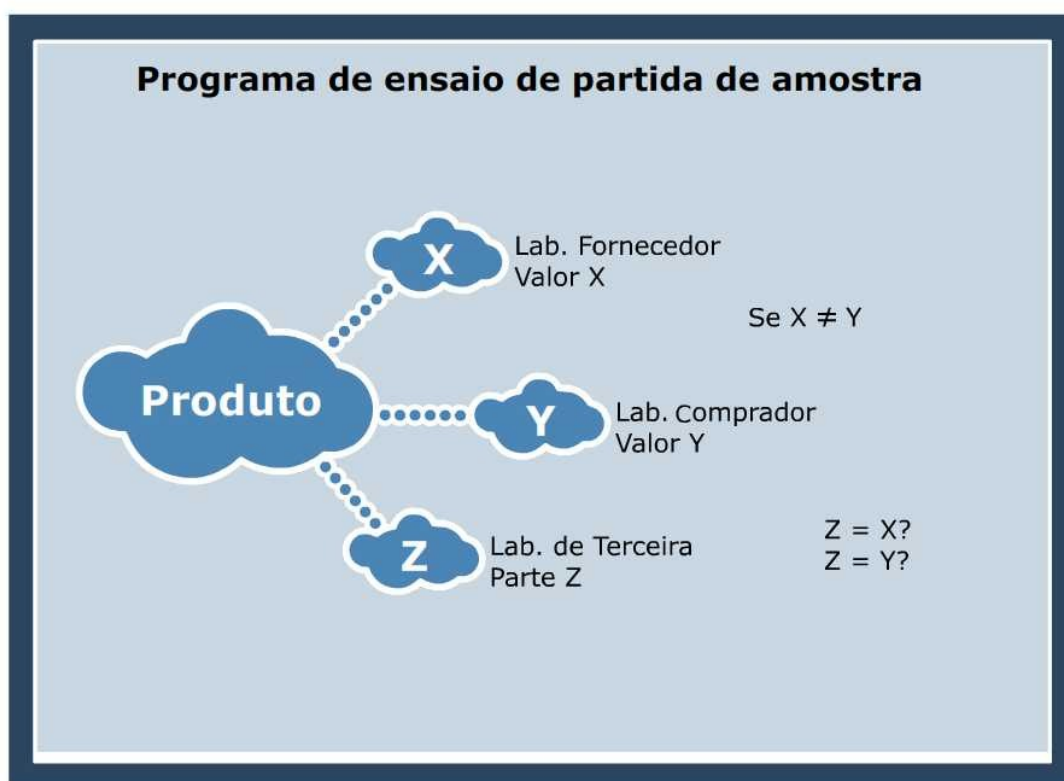 Programa de ensaio de partida de amostra
X
Lab. Fornecedor
Valor X
Se X ≠ Y
Produto
Y
Lab. Comprador
Valor Y
Z
Lab. de Terceira
Parte Z
Z = X?
Z = Y?